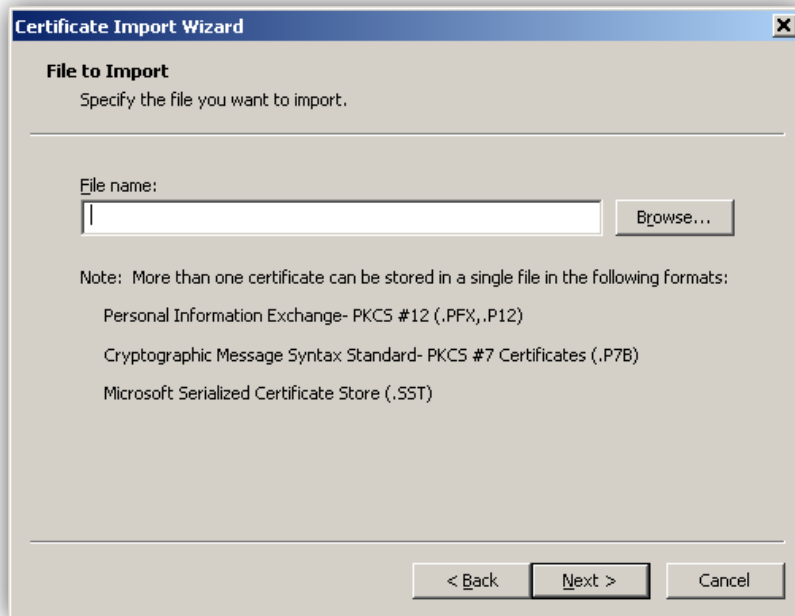 Certificate Import Wizard
File to Import
Specify the file you want to import.
File name:
Browse...
Note: More than one certificate can be stored in a single file in the following formats:
Personal Information Exchange- PKCS #12 (.PFX,.P12)
Cryptographic Message Syntax Standard- PKCS #7 Certificates (.P7B)
Microsoft Serialized Certificate Store (.SST)
< Back Next > Cancel